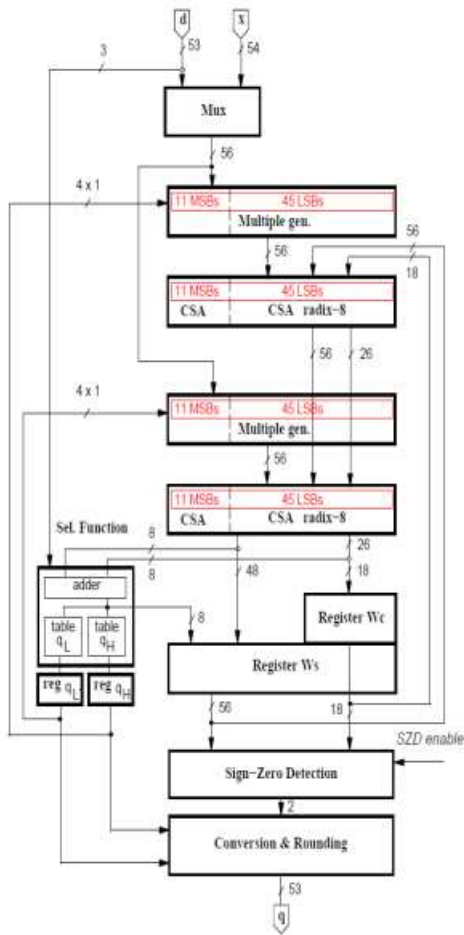 d
x
3
53
54
Mux
56
4 x 1
11 MSBs
45 LSBs
Multiple gen.
56
56
18
11 MSBs
45 LSBs
CSA
CSA radix-8
56
26
4 x 1
11 MSBs
45 LSBs
Multiple gen.
56
11 MSBs
45 LSBs
CSA
CSA radix-8
Sel. Function
8
8
48
26
18
adder
table qL
table qH
8
Register Wc
Register Ws
reg qL
reg qH
56
18
SZD enable
Sign-Zero Detection
2
Conversion & Rounding
53
q